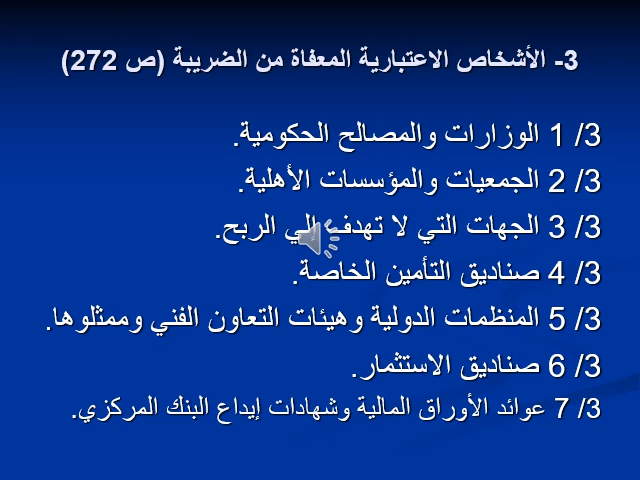 3- الأشخاص الاعتبارية المعفاة من الضريبة (ص 272)
3/ 1 الوزارات والمصالح الحكومية.
3/ 2 الجمعيات والمؤسسات الأهلية.
3/ 3 الجهات التي لا تهدف إلي الربح.
3/ 4 صناديق التأمين الخاصة.
3/ 5 المنظمات الدولية وهيئات التعاون الفني وممثلوها.
3/ 6 صناديق الاستثمار.
3/ 7 عوائد الأوراق المالية وشهادات إيداع البنك المركزي.